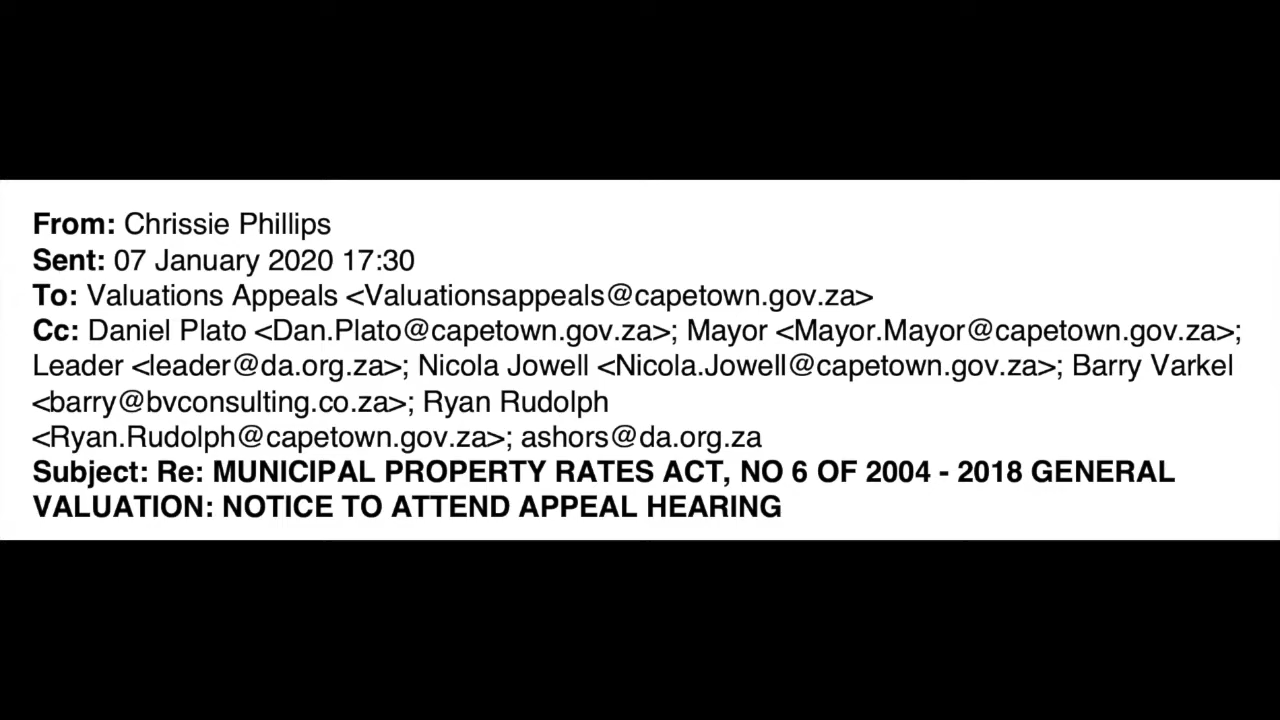 From: Chrissie Phillips
Sent: 07 January 2020 17:30
To: Valuations Appeals <Valuationsappeals@capetown.gov.za>
Cc: Daniel Plato <Dan.Plato@capetown.gov.za>; Mayor <Mayor.Mayor@capetown.gov.za>;
Leader <leader@da.org.za>; Nicola Jowell <Nicola.Jowell@capetown.gov.za>; Barry Varkel
<barry@bvconsulting.co.za>; Ryan Rudolph
<Ryan.Rudolph@capetown.gov.za>; ashors@da.org.za
Subject: Re: MUNICIPAL PROPERTY RATES ACT, NO 6 OF 2004 - 2018 GENERAL
VALUATION: NOTICE TO ATTEND APPEAL HEARING